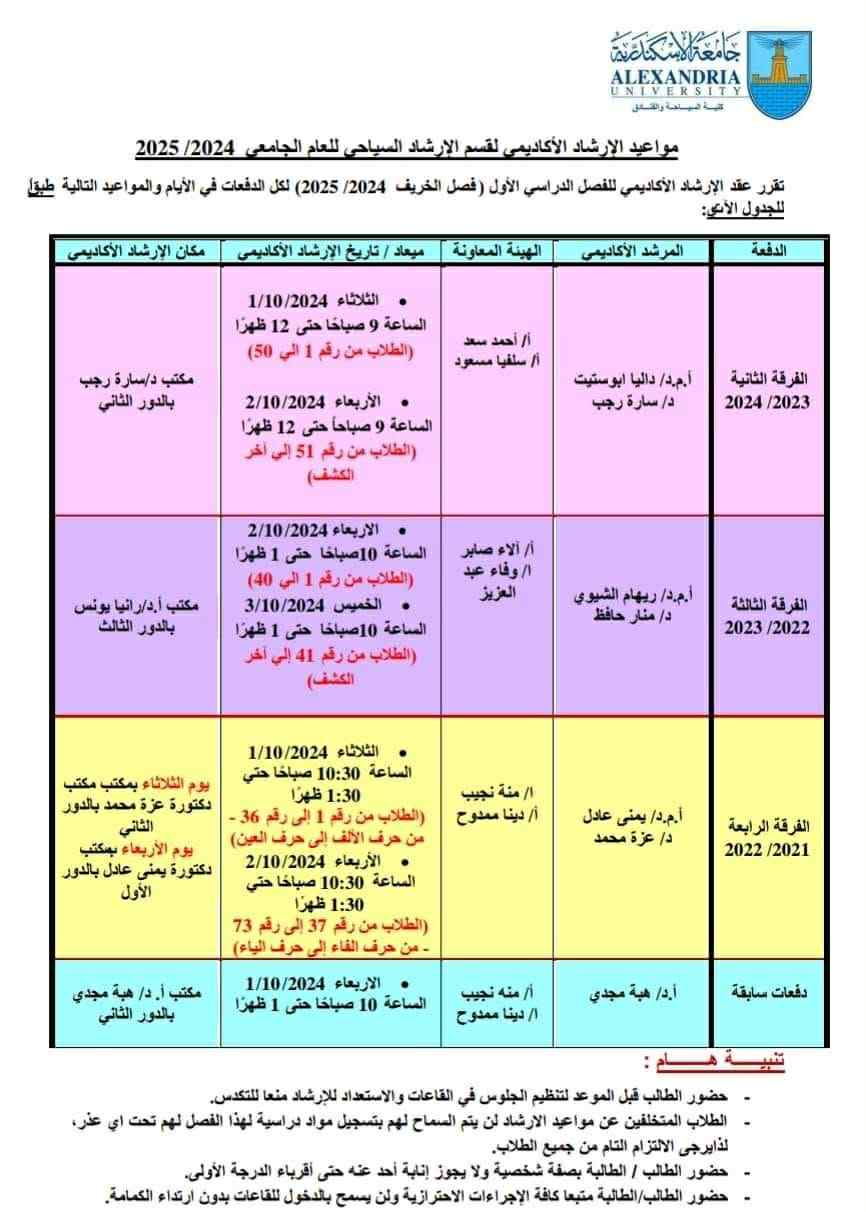 جامعة الإسكندرية
ALEXANDRIA
UNIVERSITY
كلية السياحة والفنادق
مواعيد الإرشاد الأكاديمي لقسم الإرشاد السياحي للعام الجامعي 2024/ 2025
تقرر عقد الإرشاد الأكاديمي للفصل الدراسي الأول (فصل الخريف 2024/ 2025) لكل الدفعات في الأيام والمواعيد التالية طبقًا
للجدول الآتي:
الدفعة
المرشد الأكاديمي
الهيئة المعاونة
ميعاد / تاريخ الإرشاد الأكاديمي
مكان الإرشاد الأكاديمي
الفرقة الثانية
2023/ 2024
أ.م.د/ داليا ابوستيت
د/ سارة رجب
أ/ أحمد سعد
أ/ سلفيا مسعود
• الثلاثاء 1/10/2024
الساعة 9 صباحًا حتى 12 ظهرًا
(الطلاب من رقم 1 الي 50)
• الأربعاء 2/10/2024
الساعة 9 صباحاً حتى 12 ظهرًا
(الطلاب من رقم 51 إلي آخر
الكشف)
مكتب د/سارة رجب
بالدور الثاني
الفرقة الثالثة
2022/ 2023
أ.م.د/ ريهام الشيوي
د/ منار حافظ
أ/ آلاء صابر
ا/ وفاء عبد
العزيز
• الاربعاء 2/10/2024
الساعة 10صباحًا حتى 1 ظهرًا
(الطلاب من رقم 1 الي 40)
• الخميس 3/10/2024
الساعة 10صباحًا حتى 1 ظهرًا
(الطلاب من رقم 41 إلي آخر
الكشف)
مكتب أ.د/رانيا يونس
بالدور الثالث
الفرقة الرابعة
2021/ 2022
أ.م.د/ يمنى عادل
د/ عزة محمد
ا/ منة نجيب
أ/ دينا ممدوح
• الثلاثاء 1/10/2024
الساعة 10:30 صباحًا حتي
1:30 ظهرًا
(الطلاب من رقم 1 إلى رقم 36 -
من حرف الألف إلى حرف العين)
• الأربعاء 2/10/2024
الساعة 10:30 صباحًا حتي
1:30 ظهرًا
(الطلاب من رقم 37 إلى رقم 73
- من حرف الفاء إلى حرف الياء)
يوم الثلاثاء بمكتب مكتب
دكتورة عزة محمد بالدور
الثاني
يوم الأربعاء بمكتب
دكتورة يمنى عادل بالدور
الأول
دفعات سابقة
أ.د/ هبة مجدي
أ/ منه نجيب
ا/ دينا ممدوح
• الاربعاء 1/10/2024
الساعة 10 صباحًا حتى 1 ظهرًا
مكتب أ. د/ هبة مجدي
بالدور الثاني
تنبيـــة هـــــام :
- حضور الطالب قبل الموعد لتنظيم الجلوس في القاعات والاستعداد للإرشاد منعا للتكدس.
- الطلاب المتخلفين عن مواعيد الارشاد لن يتم السماح لهم بتسجيل مواد دراسية لهذا الفصل لهم تحت اي عذر،
لذايرجى الالتزام التام من جميع الطلاب.
- حضور الطالب / الطالبة بصفة شخصية ولا يجوز إنابة أحد عنه حتى أقرباء الدرجة الأولى.
- حضور الطالب/الطالبة متبعا كافة الإجراءات الاحترازية ولن يسمح بالدخول للقاعات بدون ارتداء الكمامة.